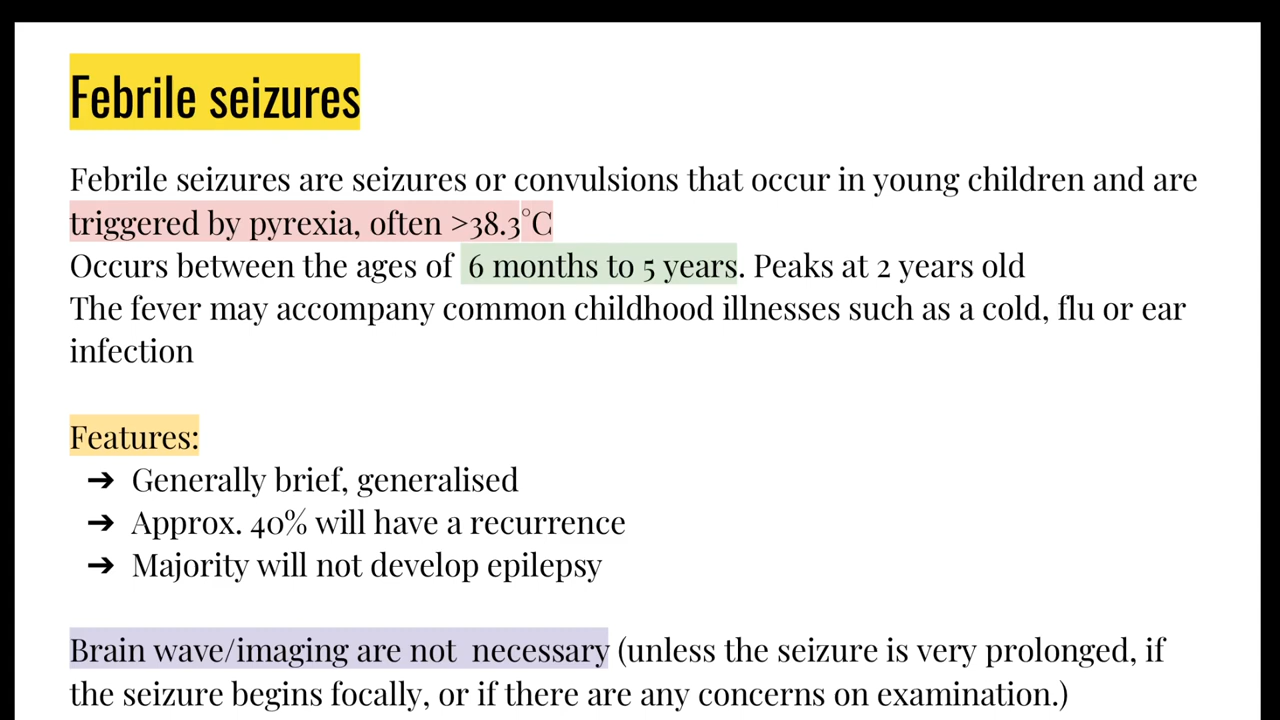 Febrile seizures
Febrile seizures are seizures or convulsions that occur in young children and are
triggered by pyrexia, often >38.3°C
Occurs between the ages of 6 months to 5 years. Peaks at 2 years old
The fever may accompany common childhood illnesses such as a cold, flu or ear
infection
Features:
➔ Generally brief, generalised
➔ Approx. 40% will have a recurrence
➔ Majority will not develop epilepsy
Brain wave/imaging are not necessary (unless the seizure is very prolonged, if
the seizure begins focally, or if there are any concerns on examination.)